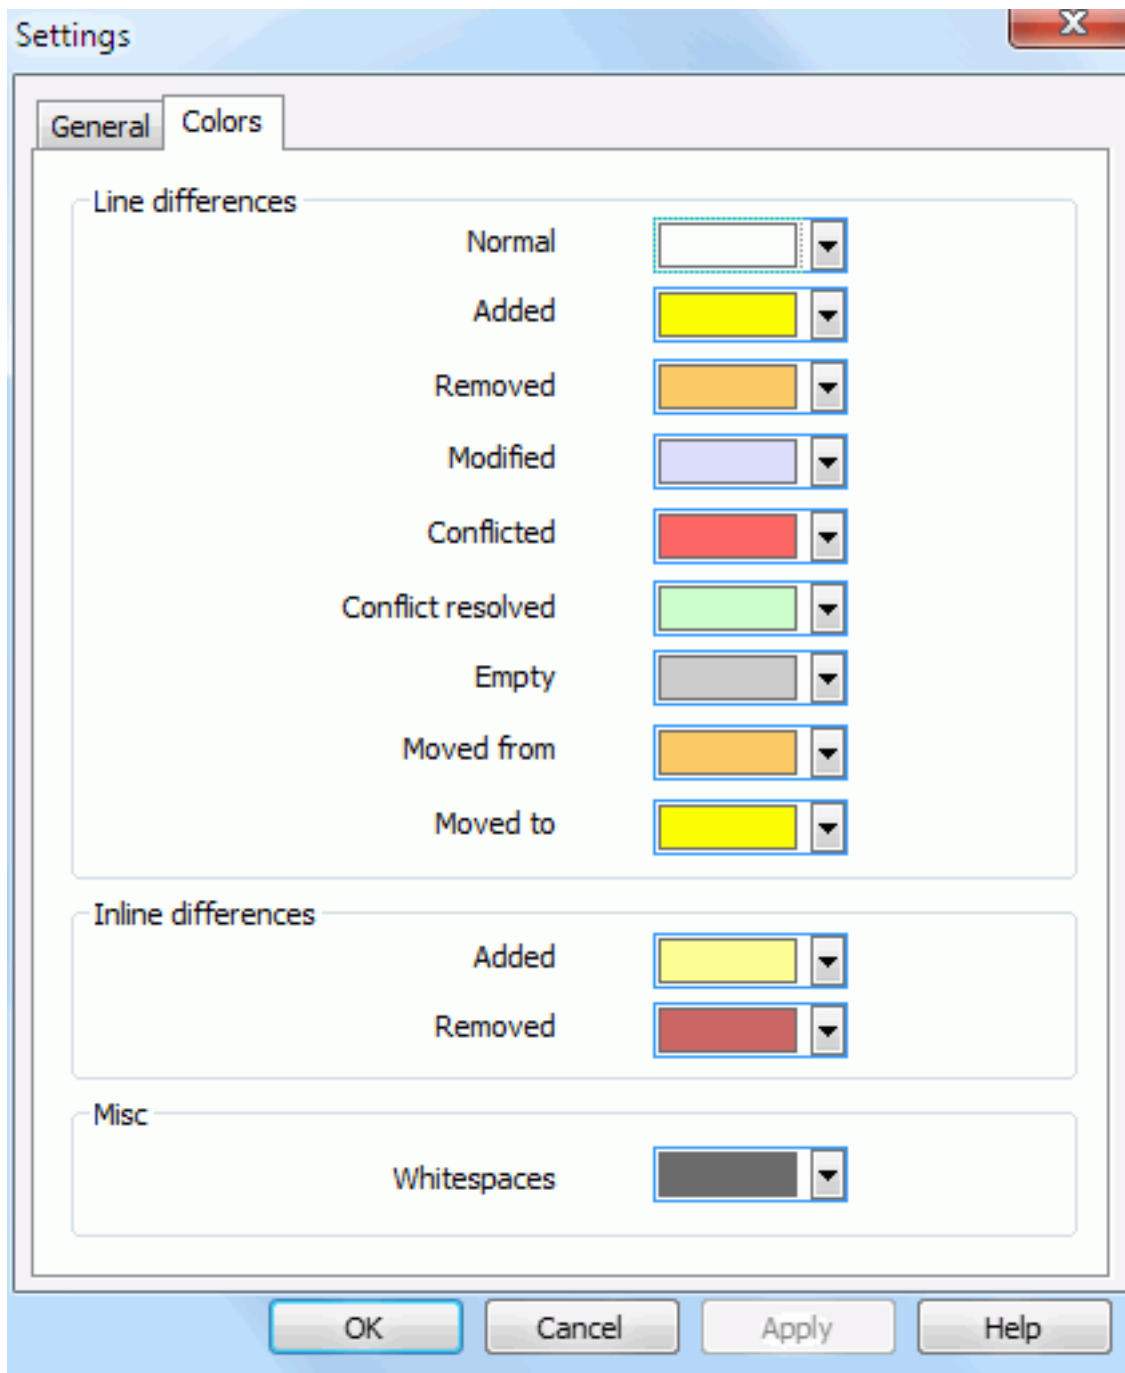 Settings
General
Colors
Line differences
Normal
Added
Removed
Modified
Conflicted
Conflict resolved
Empty
Moved from
Moved to
Inline differences
Added
Removed
Misc
Whitespaces
OK
Cancel
Apply
Help